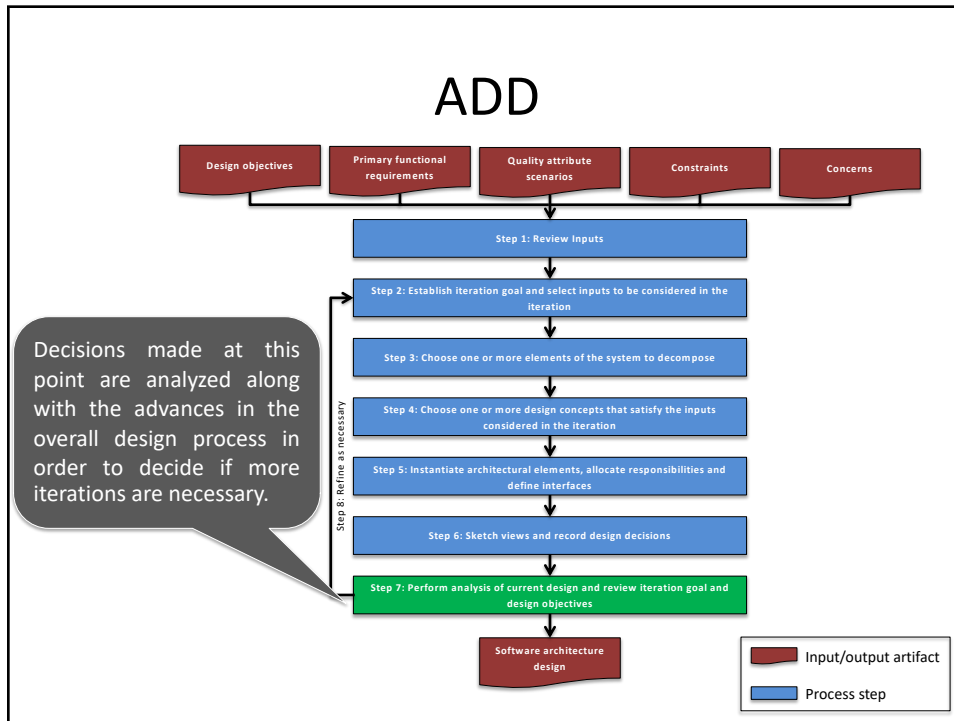 ADD
Design objectives
Primary functional
requirements
Quality attribute
scenarios
Constraints
Concerns
Step 1: Review Inputs
Step 2: Establish iteration goal and select inputs to be considered in the
iteration
Step 3: Choose one or more elements of the system to decompose
Step 4: Choose one or more design concepts that satisfy the inputs
considered in the iteration
Step 5: Instantiate architectural elements, allocate responsibilities and
define interfaces
Step 6: Sketch views and record design decisions
Step 7: Perform analysis of current design and review iteration goal and
design objectives
Step 8: Refine as necessary
Decisions made at this
point are analyzed along
with the advances in the
overall design process in
order to decide if more
iterations are necessary.
Software architecture
design
Input/output artifact
Process step